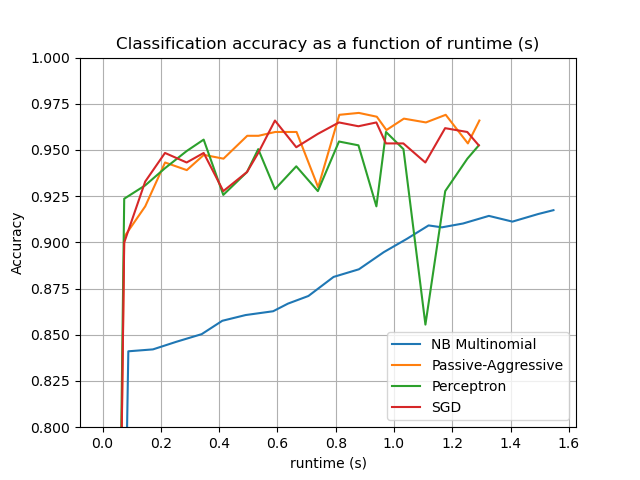 Classification accuracy as a function of runtime (s)
1.000
0.975
0.950
0.925
0.900
0.875
0.850
0.825
0.800
Accuracy
NB Multinomial
Passive-Aggressive
Perceptron
SGD
0.0 0.2 0.4 0.6 0.8 1.0 1.2 1.4 1.6
runtime (s)